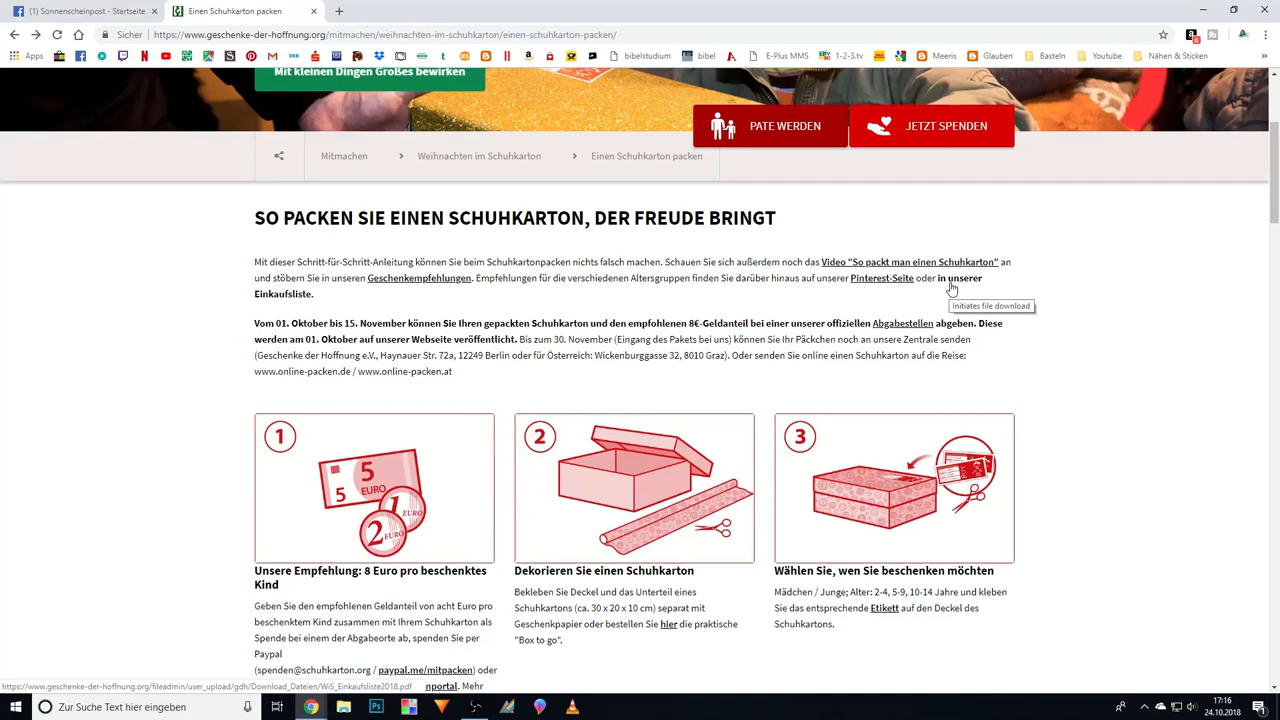 (1) Sonnenscheinpost - Startseite
Einen Schuhkarton packen
Sicher
https://www.geschenke-der-hoffnung.org/mitmachen/weihnachten-im-schuhkarton/einen-schuhkarton-packen/
6
Apps
bibelstudium
bibel
E-Plus MMS
1-2-3.tv
Meeris
Glauben
Basteln
Youtube
Nähen & Sticken
Mit kleinen Dingen Großes bewirken
PATE WERDEN
JETZT SPENDEN
Mitmachen
Weihnachten im Schuhkarton
Einen Schuhkarton packen
SO PACKEN SIE EINEN SCHUHKARTON, DER FREUDE BRINGT
Mit dieser Schritt-für-Schritt-Anleitung können Sie beim Schuhkartonpacken nichts falsch machen. Schauen Sie sich außerdem noch das Video "So packt man einen Schuhkarton" an
und stöbern Sie in unseren Geschenkempfehlungen. Empfehlungen für die verschiedenen Altersgruppen finden Sie darüber hinaus auf unserer Pinterest-Seite oder in unserer
Einkaufsliste.
Initiates file download
Vom 01. Oktober bis 15. November können Sie Ihren gepackten Schuhkarton und den empfohlenen 8€-Geldanteil bei einer unserer offiziellen Abgabestellen abgeben. Diese
werden am 01. Oktober auf unserer Webseite veröffentlicht. Bis zum 30. November (Eingang des Pakets bei uns) können Sie Ihr Päckchen noch an unsere Zentrale senden
(Geschenke der Hoffnung e.V., Haynauer Str. 72a, 12249 Berlin oder für Österreich: Wickenburggasse 32, 8010 Graz). Oder senden Sie online einen Schuhkarton auf die Reise:
www.online-packen.de / www.online-packen.at
1
5
5
EURO
1
EURO
2
EURO
2
3
Unsere Empfehlung: 8 Euro pro beschenktes
Kind
Geben Sie den empfohlenen Geldanteil von acht Euro pro
beschenktem Kind zusammen mit Ihrem Schuhkarton als
Spende bei einem der Abgabeorte ab, spenden Sie per
Paypal
(spenden@schuhkarton.org / paypal.me/mitpacken) oder
nportal. Mehr
Dekorieren Sie einen Schuhkarton
Bekleben Sie Deckel und das Unterteil eines
Schuhkartons (ca. 30 x 20 x 10 cm) separat mit
Geschenkpapier oder bestellen Sie hier die praktische
"Box to go".
Wählen Sie, wen Sie beschenken möchten
Mädchen / Junge; Alter: 2-4, 5-9, 10-14 Jahre und kleben
Sie das entsprechende Etikett auf den Deckel des
Schuhkartons.
https://www.geschenke-der-hoffnung.org/fileadmin/user_upload/gdh/Download_Dateien/WiS_Einkaufsliste2018.pdf
Zur Suche Text hier eingeben
17:16
24.10.2018